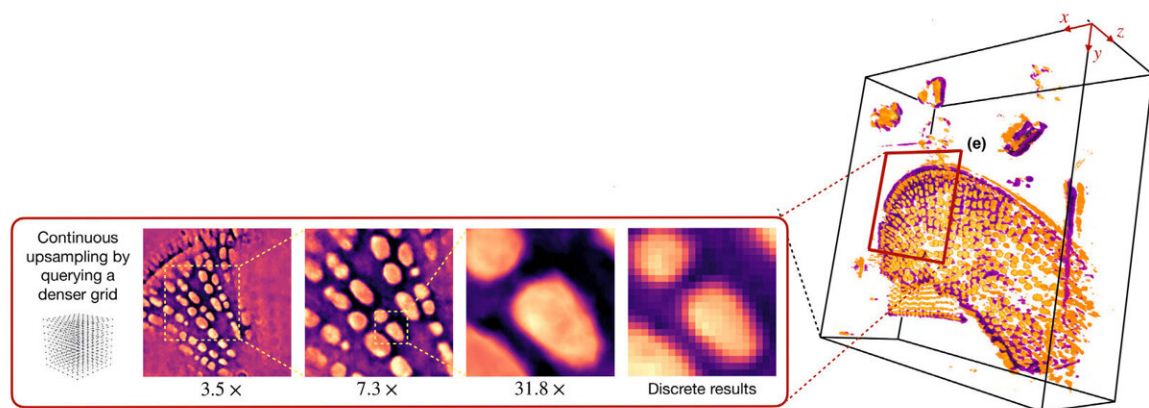 x
z
y
(e)
Continuous
upsampling by
querying a
denser grid
3.5 ×
7.3 ×
31.8 ×
Discrete results